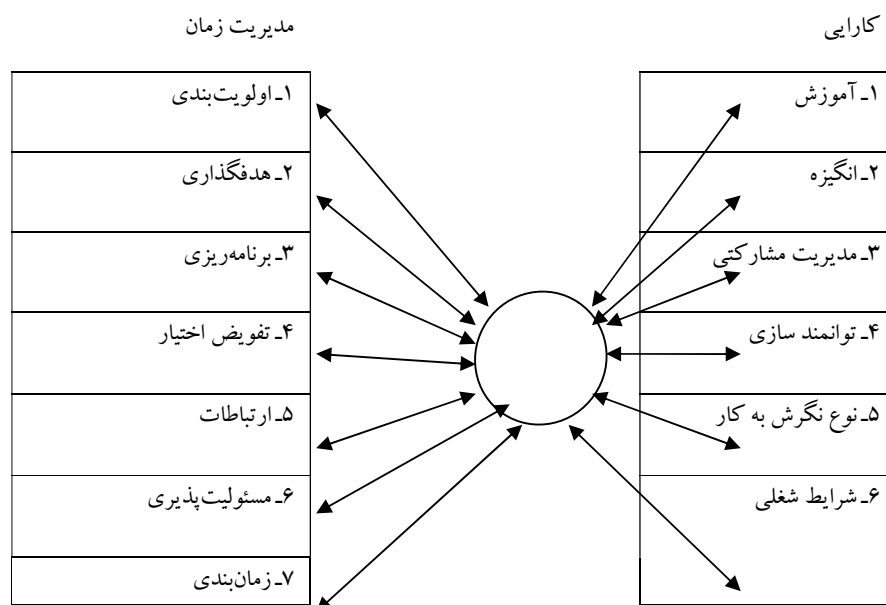 کارایی
۱ـ آموزش
۲ـ انگیزه
۳ـ مدیریت مشارکتی
۴ـ توانمند سازی
۵ـ نوع نگرش به کار
۶ـ شرایط شغلی
مدیریت زمان
۱ـ اولویت‌بندی
۲ـ هدفگذاری
۳ـ برنامه‌ریزی
۴ـ تفویض اختیار
۵ـ ارتباطات
۶ـ مسئولیت‌پذیری
۷ـ زمان‌بندی